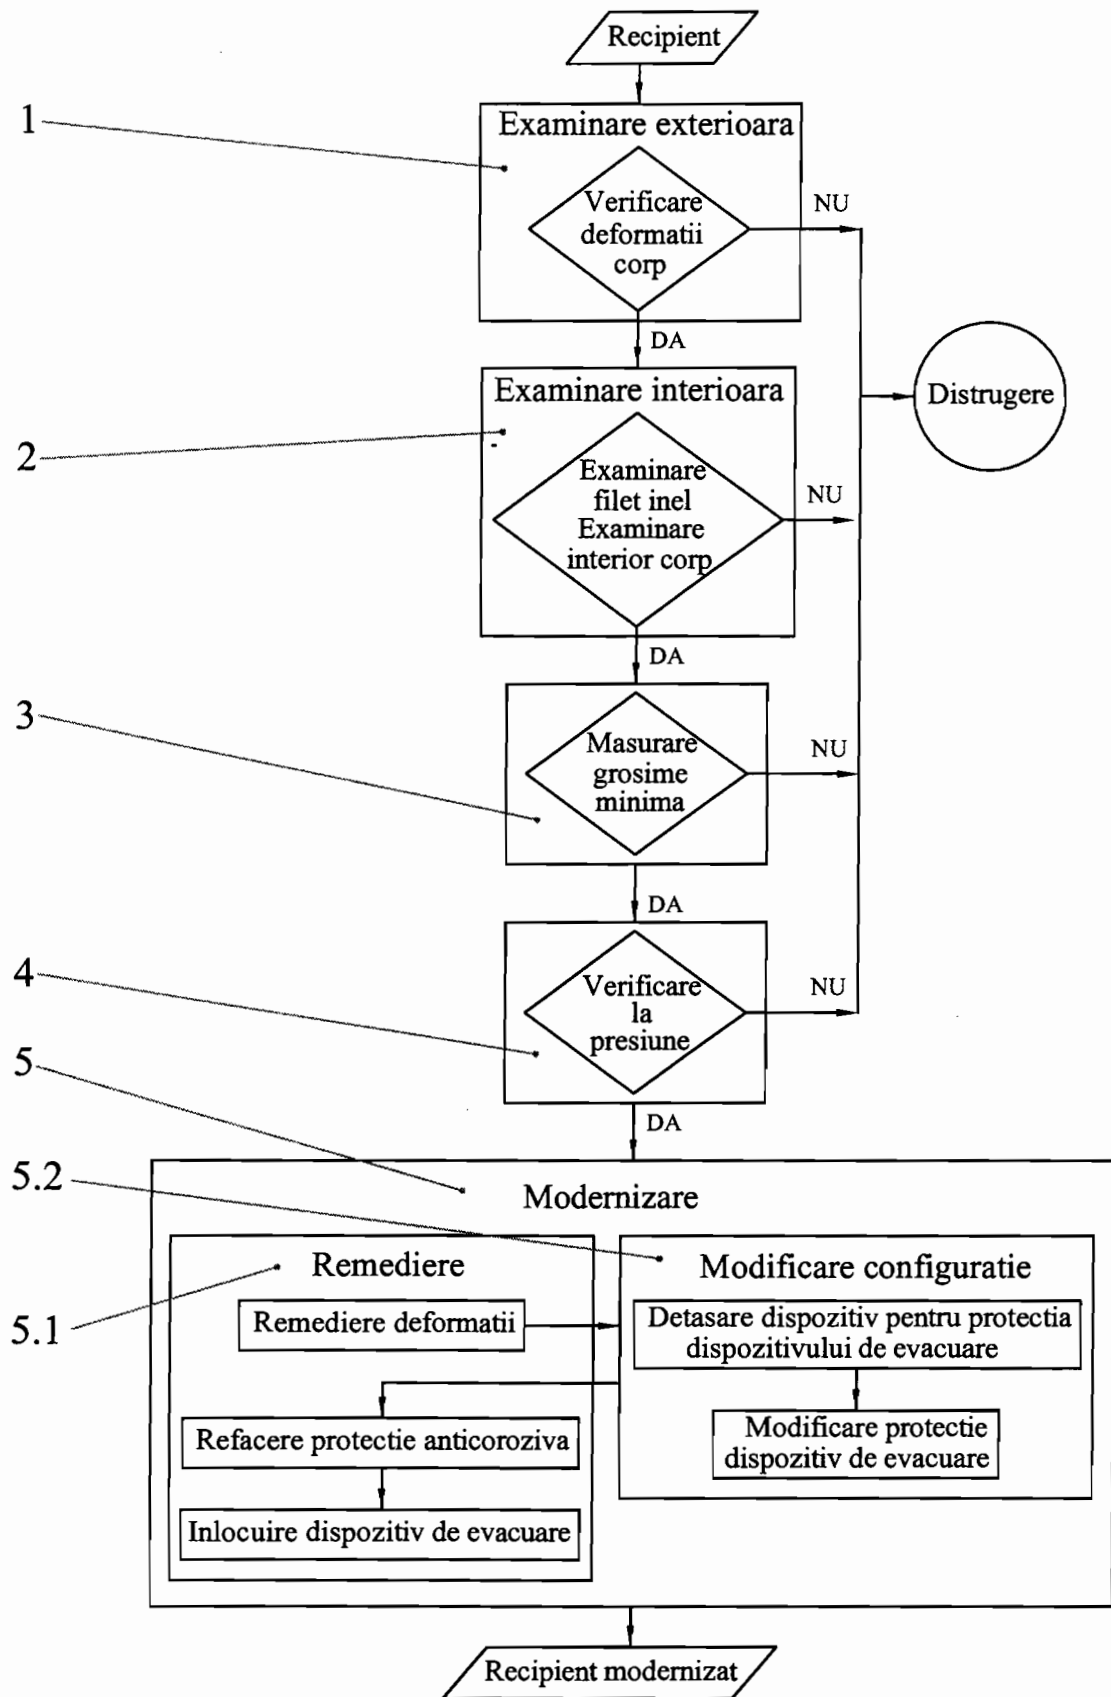 Recipient
1
Examinare exterioara
Verificare
deformatii
corp
NU
DA
Distrugere
2
Examinare interioara
Examinare
filet inel
Examinare
interior corp
NU
DA
3
Masurare
grosime
minima
NU
DA
4
Verificare
la
presiune
NU
DA
5
5.2
Modernizare
5.1
Remediere
Remediere deformatii
Refacere protectie anticoroziva
Inlocuire dispozitiv de evacuare
Modificare configuratie
Detasare dispozitiv pentru protectia
dispozitivului de evacuare
Modificare protectie
dispozitiv de evacuare
Recipient modernizat